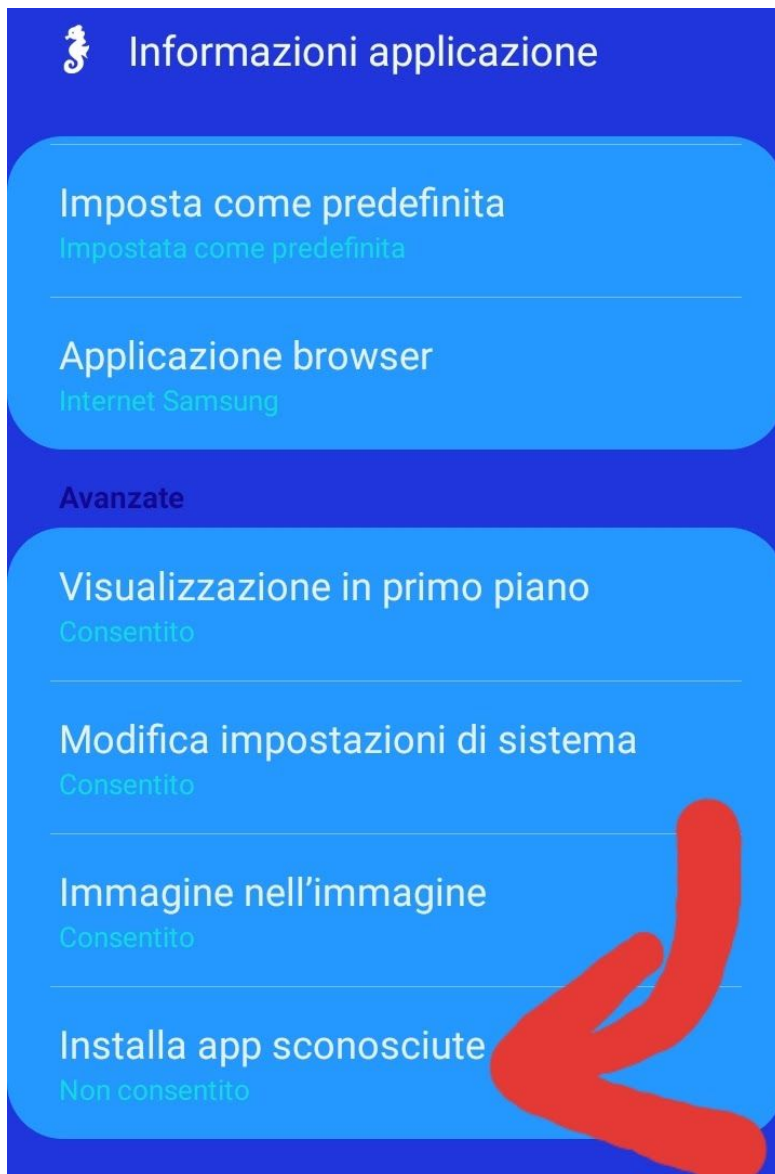 Informazioni applicazione
Imposta come predefinita
Impostata come predefinita
Applicazione browser
Internet Samsung
Avanzate
Visualizzazione in primo piano
Consentito
Modifica impostazioni di sistema
Consentito
Immagine nell’immagine
Consentito
Installa app sconosciute
Non consentito